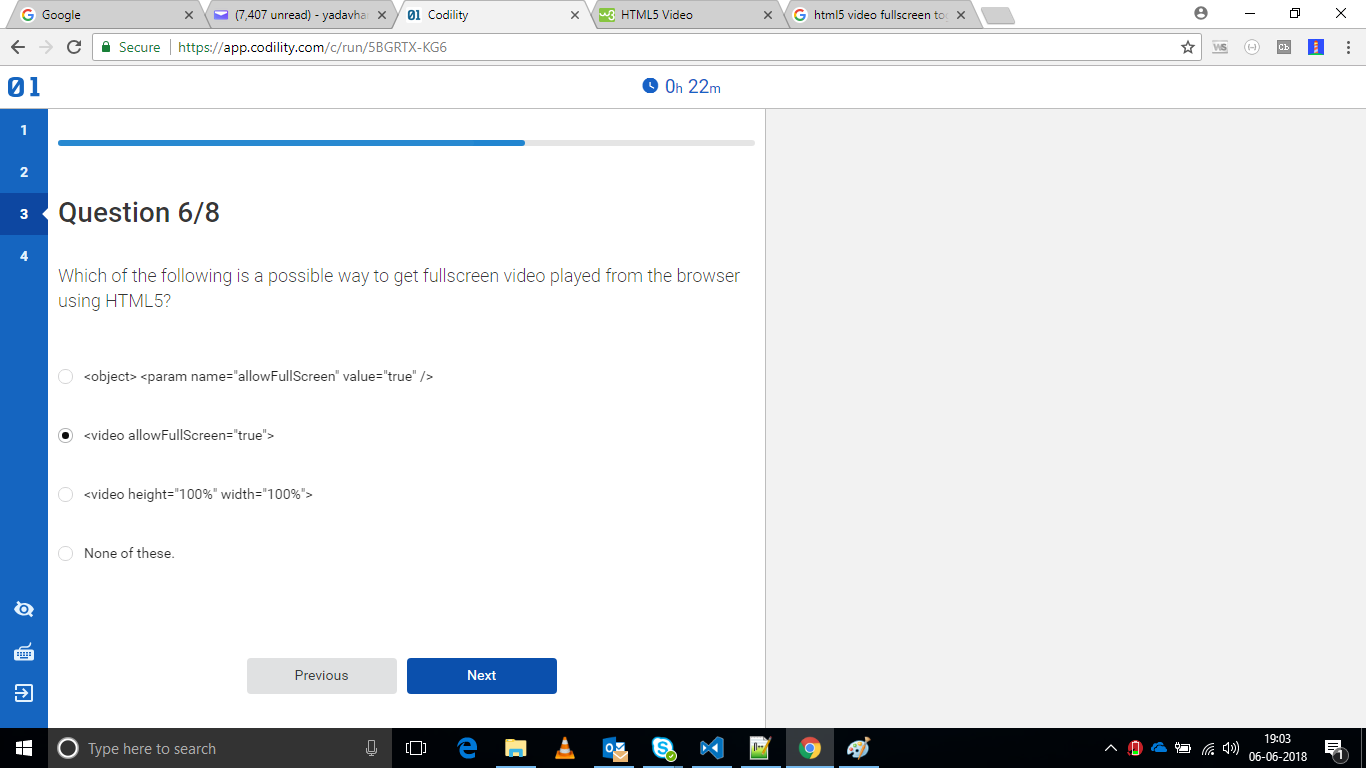 Google
(7,407 unread) - yadavha
Codility
HTML5 Video
html5 video fullscreen to
Secure
https://app.codility.com/c/run/5BGRTX-KG6
01
0h 22m
1
2
3
4
Question 6/8
Which of the following is a possible way to get fullscreen video played from the browser
using HTML5?
<object> <param name="allowFullScreen" value="true" />
<video allowFullScreen="true">
<video height="100%" width="100%">
None of these.
Previous
Next
Type here to search
19:03
06-06-2018
1